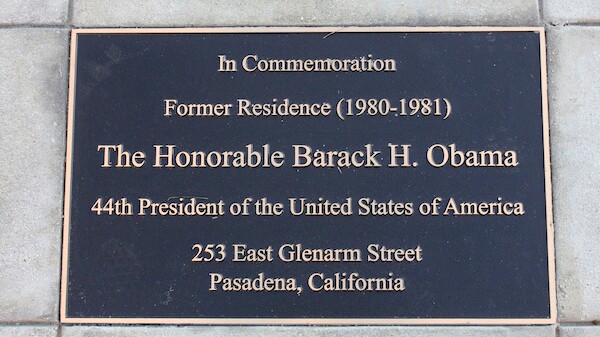 In Commemoration
Former Residence (1980-1981)
The Honorable Barack H. Obama
44th President of the United States of America
253 East Glenarm Street
Pasadena, California